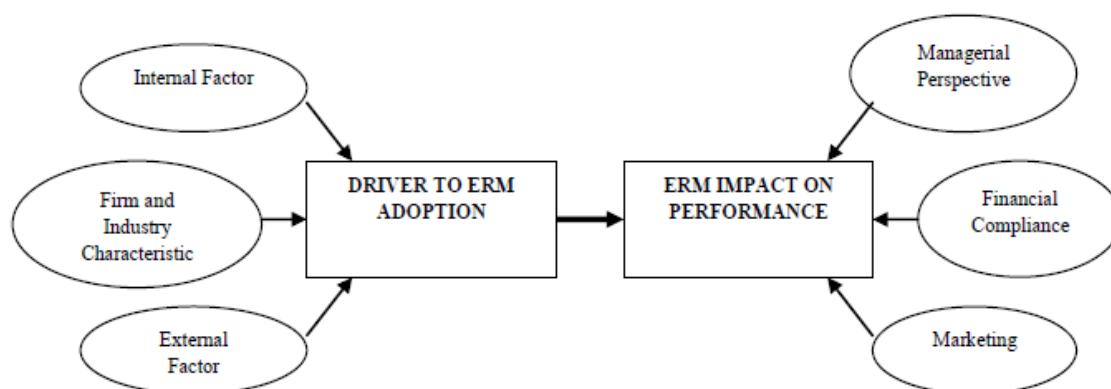 Internal Factor
Firm and
Industry
Characteristic
External
Factor
DRIVER TO ERM
ADOPTION
ERM IMPACT ON
PERFORMANCE
Managerial
Perspective
Financial
Compliance
Marketing